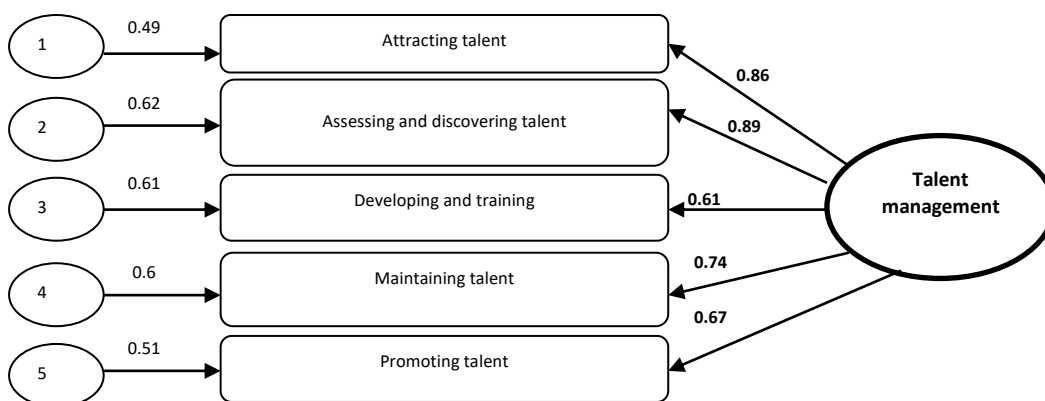 1
0.49
Attracting talent
0.86
2
0.62
Assessing and discovering talent
0.89
3
0.61
Developing and training
0.61
Talent
management
4
0.6
Maintaining talent
0.74
5
0.51
Promoting talent
0.67